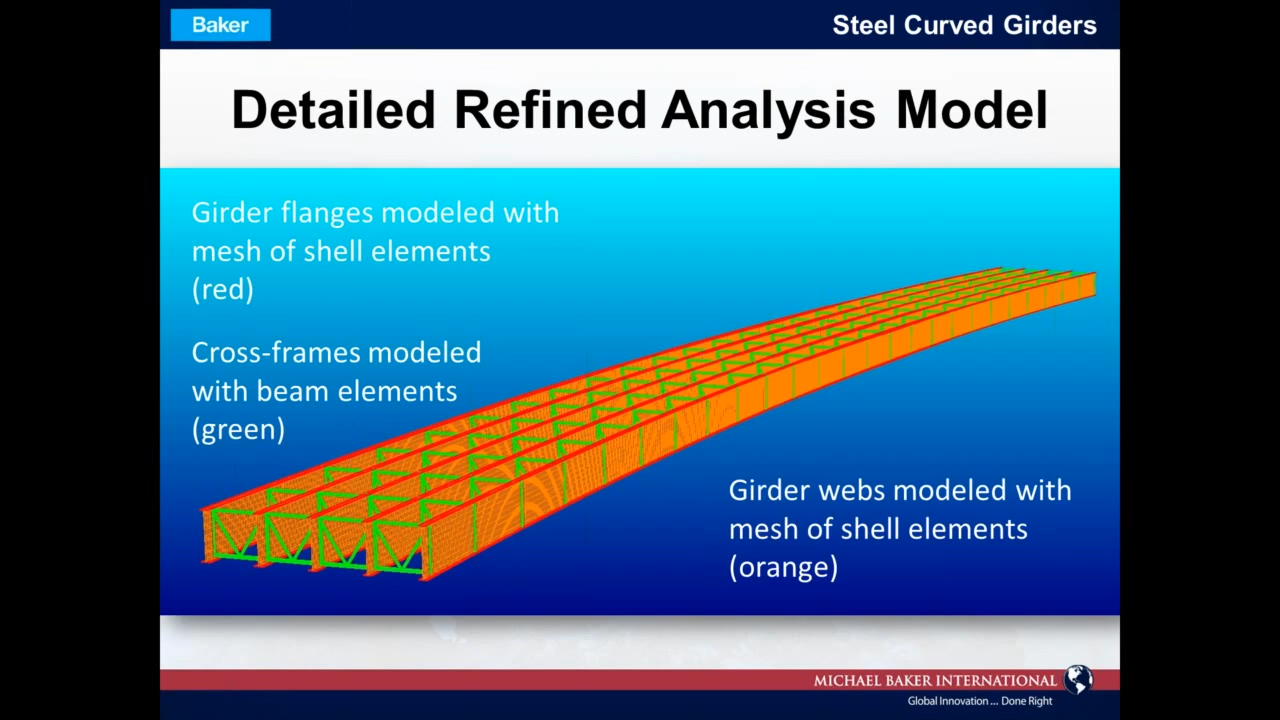 Baker
Steel Curved Girders
Detailed Refined Analysis Model
Girder flanges modeled with
mesh of shell elements
(red)
Cross-frames modeled
with beam elements
(green)
Girder webs modeled with
mesh of shell elements
(orange)
MICHAEL BAKER INTERNATIONAL
Global Innovation ... Done Right